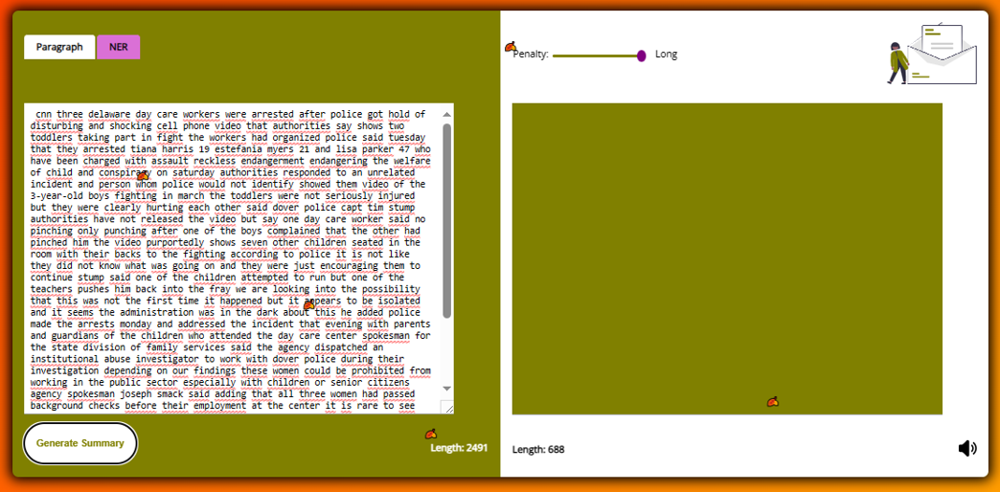 Paragraph
NER
cnn three delaware day care workers were arrested after police got hold of
disturbing and shocking cell phone video that authorities say shows two
toddlers taking part in fight the workers had organized police said tuesday
that they arrested tiana harris 19 estefania myers 21 and lisa parker 47 who
have been charged with assault reckless endangerment endangering the welfare
of child and conspiracy on saturday authorities responded to an unrelated
incident and person whom police would not identify showed them video of the
3-year-old boys fighting in march the toddlers were not seriously injured
but they were clearly hurting each other said dover police capt tim stump
authorities have not released the video but say one day care worker said no
pinching only punching after one of the boys complained that the other had
pinched him the video purportedly shows seven other children seated in the
room with their backs to the fighting according to police it is not like
they did not know what was going on and they were just encouraging them to
continue stump said one of the children attempted to run but one of the
teachers pushes him back into the fray we are looking into the possibility
that this was not the first time it happened but it appears to be isolated
and it seems the administration was in the dark about this he added police
made the arrests monday and addressed the incident that evening with parents
and guardians of the children who attended the day care center spokesman for
the state division of family services said the agency dispatched an
institutional abuse investigator to work with dover police during their
investigation depending on our findings these women could be prohibited from
working in the public sector especially with children or senior citizens
agency spokesman joseph smack said adding that all three women had passed
background checks before their employment at the center it is rare to see
Generate Summary
Length: 2491
Penalty:
Long
Length: 688